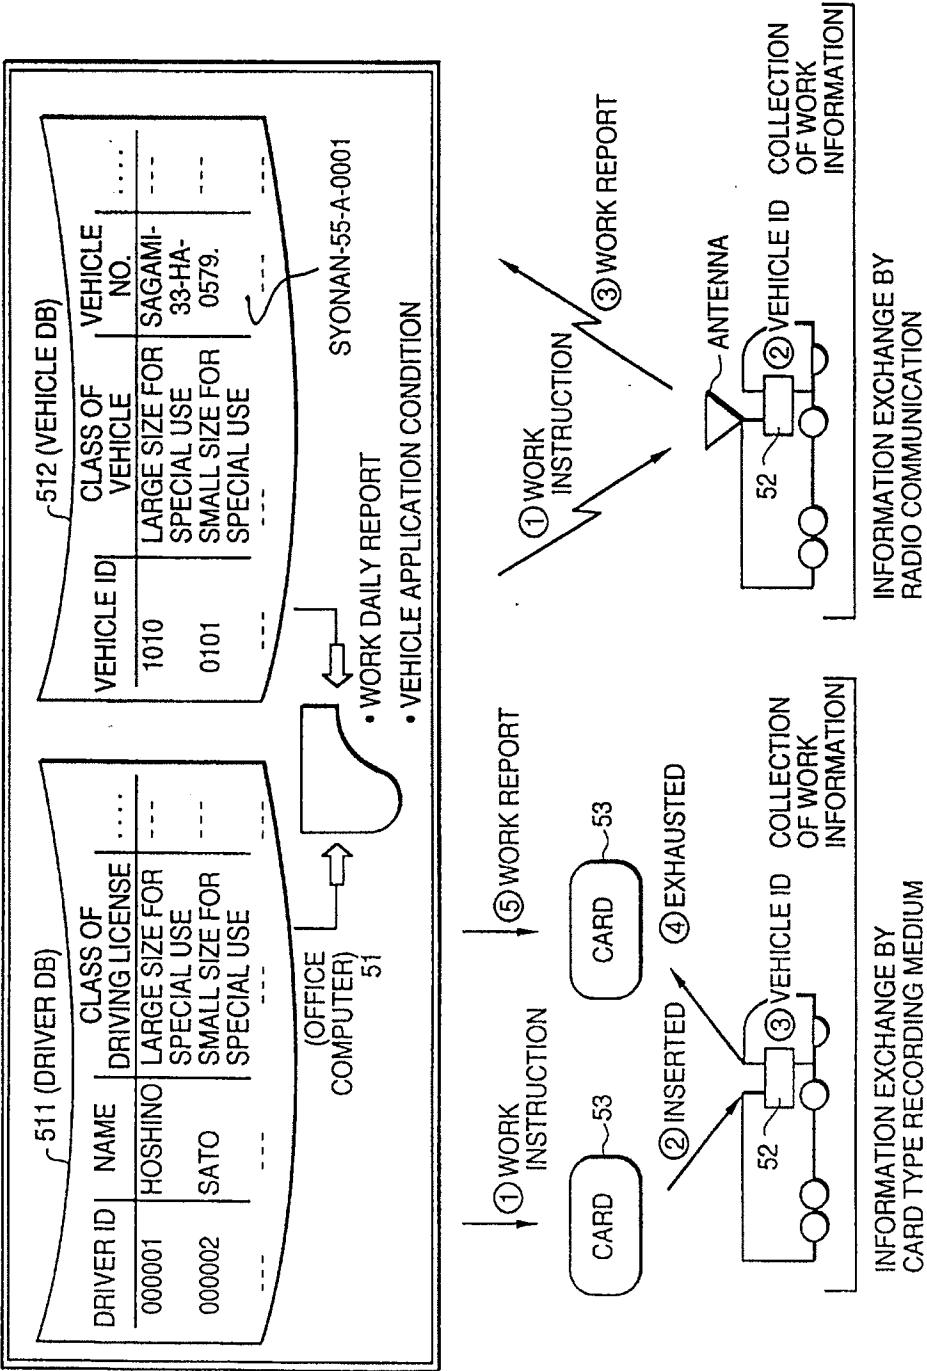 511 (DRIVER DB)
DRIVER ID
NAME
CLASS OF
DRIVING LICENSE
....
000001
HOSHINO
LARGE SIZE FOR
SPECIAL USE
---
000002
SATO
SMALL SIZE FOR
SPECIAL USE
---
----
----
----
---
512 (VEHICLE DB)
VEHICLE ID
CLASS OF
VEHICLE
VEHICLE
NO.
....
1010
LARGE SIZE FOR
SPECIAL USE
SAGAMI-
33-HA-
0579.
---
0101
SMALL SIZE FOR
SPECIAL USE
---
----
----
----
---
SYONAN-55-A-0001
(OFFICE
COMPUTER)
51
• WORK DAILY REPORT
• VEHICLE APPLICATION CONDITION
① WORK
INSTRUCTION
⑤ WORK REPORT
CARD
53
CARD
53
② INSERTED
④ EXHAUSTED
52
③ VEHICLE ID
COLLECTION
OF WORK
INFORMATION
INFORMATION EXCHANGE BY
CARD TYPE RECORDING MEDIUM
① WORK
INSTRUCTION
③ WORK REPORT
ANTENNA
52
② VEHICLE ID
COLLECTION
OF WORK
INFORMATION
INFORMATION EXCHANGE BY
RADIO COMMUNICATION